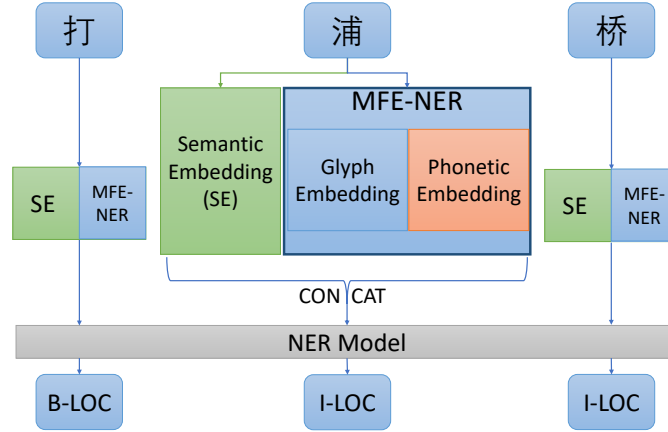 打
浦
桥
MFE-NER
Semantic
Embedding
(SE)
Glyph
Embedding
Phonetic
Embedding
SE
MFE-
NER
SE
MFE-
NER
CON CAT
NER Model
B-LOC
I-LOC
I-LOC